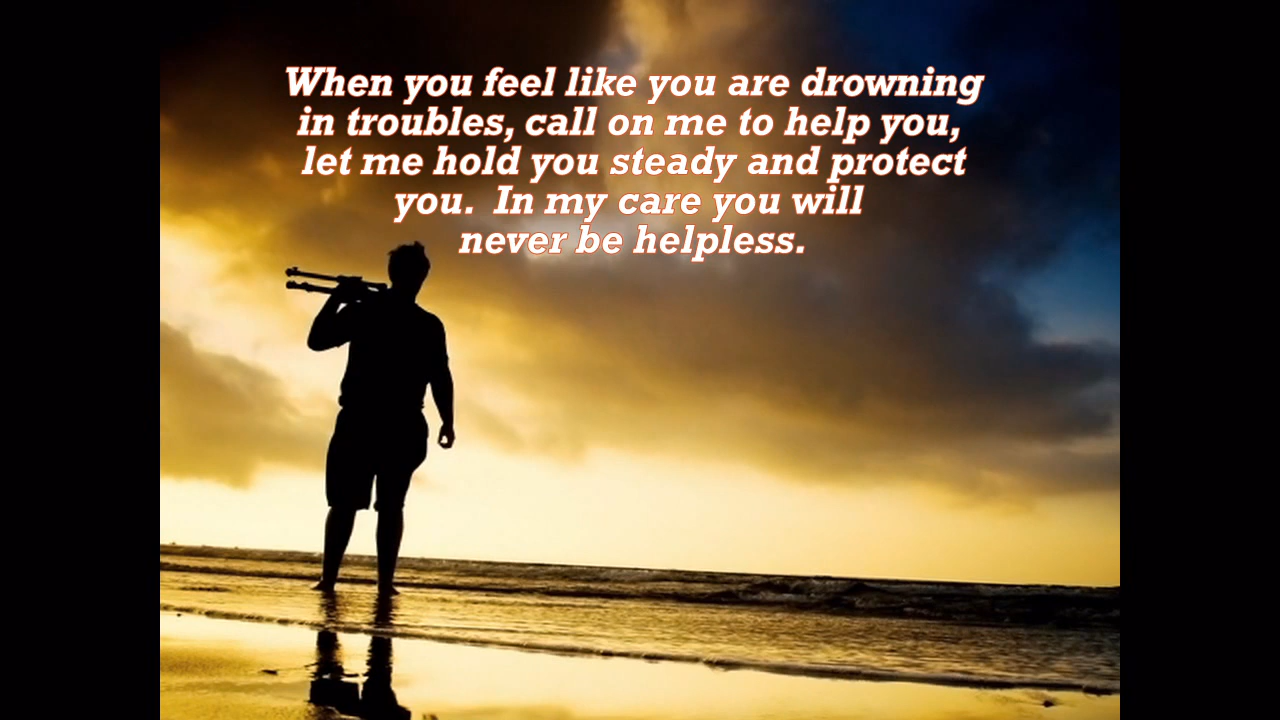 When you feel like you are drowning
in troubles, call on me to help you,
let me hold you steady and protect
you.  In my care you will
never be helpless.